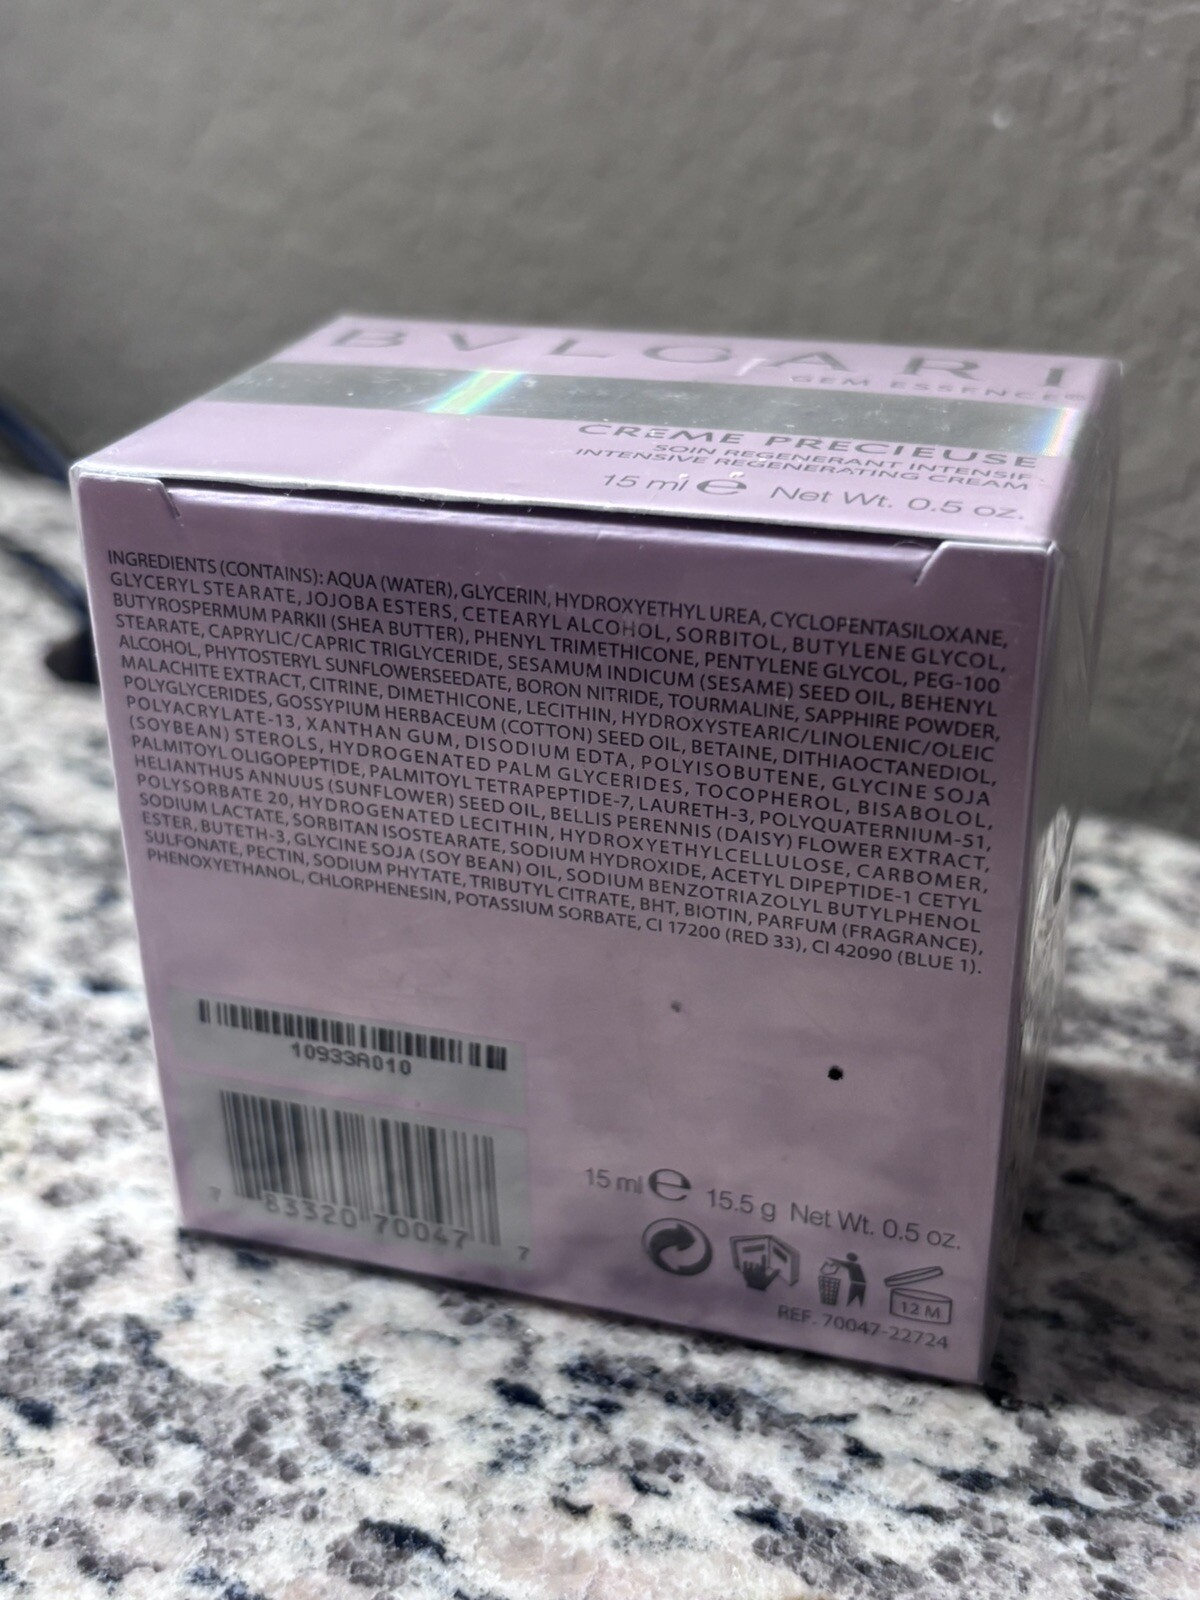 BVLGARI
GEM ESSENCE®
CREME PRECIEUSE
SOIN REGENERANT INTENSIF
INTENSIVE REGENERATING CREAM
15 ml e Net Wt. 0.5 oz.
INGREDIENTS (CONTAINS): AQUA (WATER), GLYCERIN, HYDROXYETHYL UREA, CYCLOPENTASILOXANE,
GLYCERYL STEARATE, JOJOBA ESTERS, CETEARYL ALCOHOL, SORBITOL, BUTYLENE GLYCOL,
BUTYROSPERMUM PARKII (SHEA BUTTER), PHENYL TRIMETHICONE, PENTYLENE GLYCOL, PEG-100
STEARATE, CAPRYLIC/CAPRIC TRIGLYCERIDE, SESAMUM INDICUM (SESAME) SEED OIL, BEHENYL
ALCOHOL, PHYTOSTERYL SUNFLOWERSEEDATE, BORON NITRIDE, TOURMALINE, SAPPHIRE POWDER,
MALACHITE EXTRACT, CITRINE, DIMETHICONE, LECITHIN, HYDROXYSTEARIC/LINOLENIC/OLEIC
POLYGLYCERIDES, GOSSYPIUM HERBACEUM (COTTON) SEED OIL, BETAINE, DITHIAOCTANEDIOL,
POLYACRYLATE-13, XANTHAN GUM, DISODIUM EDTA, POLYISOBUTENE, GLYCINE SOJA
(SOYBEAN) STEROLS, HYDROGENATED PALM GLYCERIDES, TOCOPHEROL, BISABOLOL,
PALMITOYL OLIGOPEPTIDE, PALMITOYL TETRAPEPTIDE-7, LAURETH-3, POLYQUATERNIUM-51,
HELIANTHUS ANNUUS (SUNFLOWER) SEED OIL, BELLIS PERENNIS (DAISY) FLOWER EXTRACT,
POLYSORBATE 20, HYDROGENATED LECITHIN, HYDROXYETHYLCELLULOSE, CARBOMER,
SODIUM LACTATE, SORBITAN ISOSTEARATE, SODIUM HYDROXIDE, ACETYL DIPEPTIDE-1 CETYL
ESTER, BUTETH-3, GLYCINE SOJA (SOY BEAN) OIL, SODIUM BENZOTRIAZOLYL BUTYLPHENOL
SULFONATE, PECTIN, SODIUM PHYTATE, TRIBUTYL CITRATE, BHT, BIOTIN, PARFUM (FRAGRANCE),
PHENOXYETHANOL, CHLORPHENESIN, POTASSIUM SORBATE, CI 17200 (RED 33), CI 42090 (BLUE 1).
10933A010
7 83320 70047 7
15 ml e 15.5 g Net Wt. 0.5 oz.
12 M
REF. 70047-22724